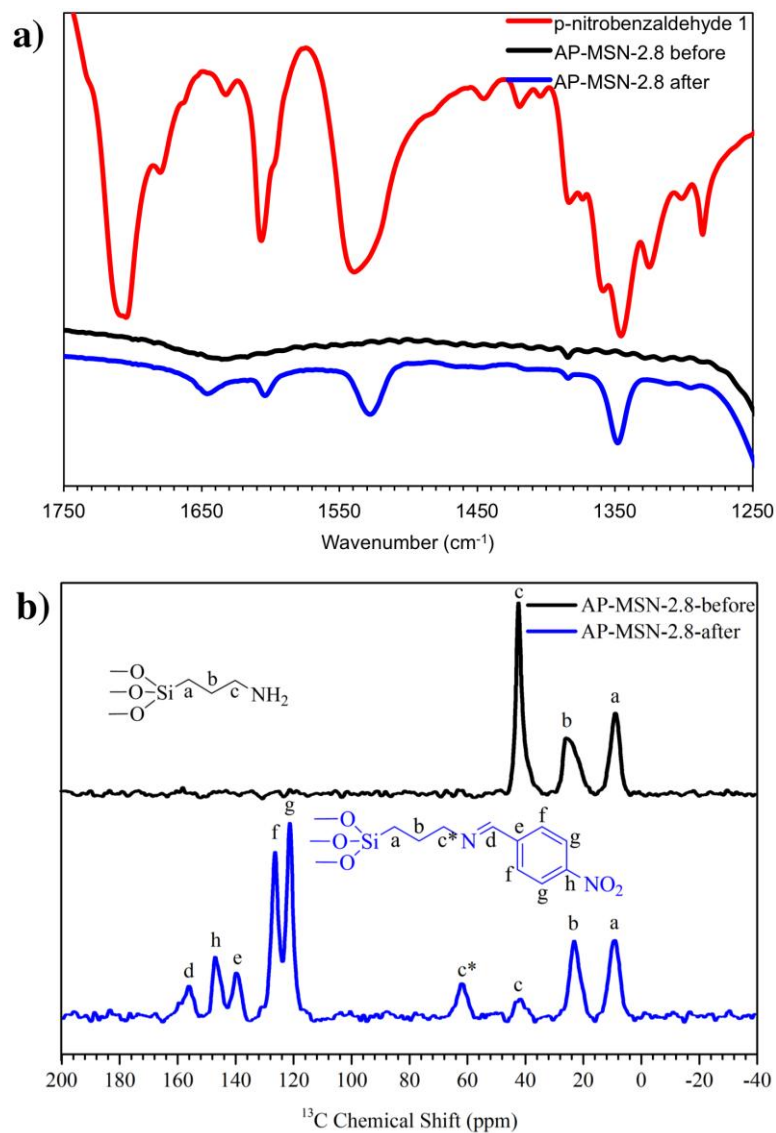 a)
p-nitrobenzaldehyde 1
AP-MSN-2.8 before
AP-MSN-2.8 after
1750 1650 1550 1450 1350 1250
Wavenumber (cm⁻¹)
b)
c
AP-MSN-2.8-before
AP-MSN-2.8-after
O
O Si a b c NH₂
O
b
a
g
f
O
O Si a b c* N d e f g NO₂
O
f g h
d
h
e
c*
c
b
a
200 180 160 140 120 100 80 60 40 20 0 -20 -40
¹³C Chemical Shift (ppm)